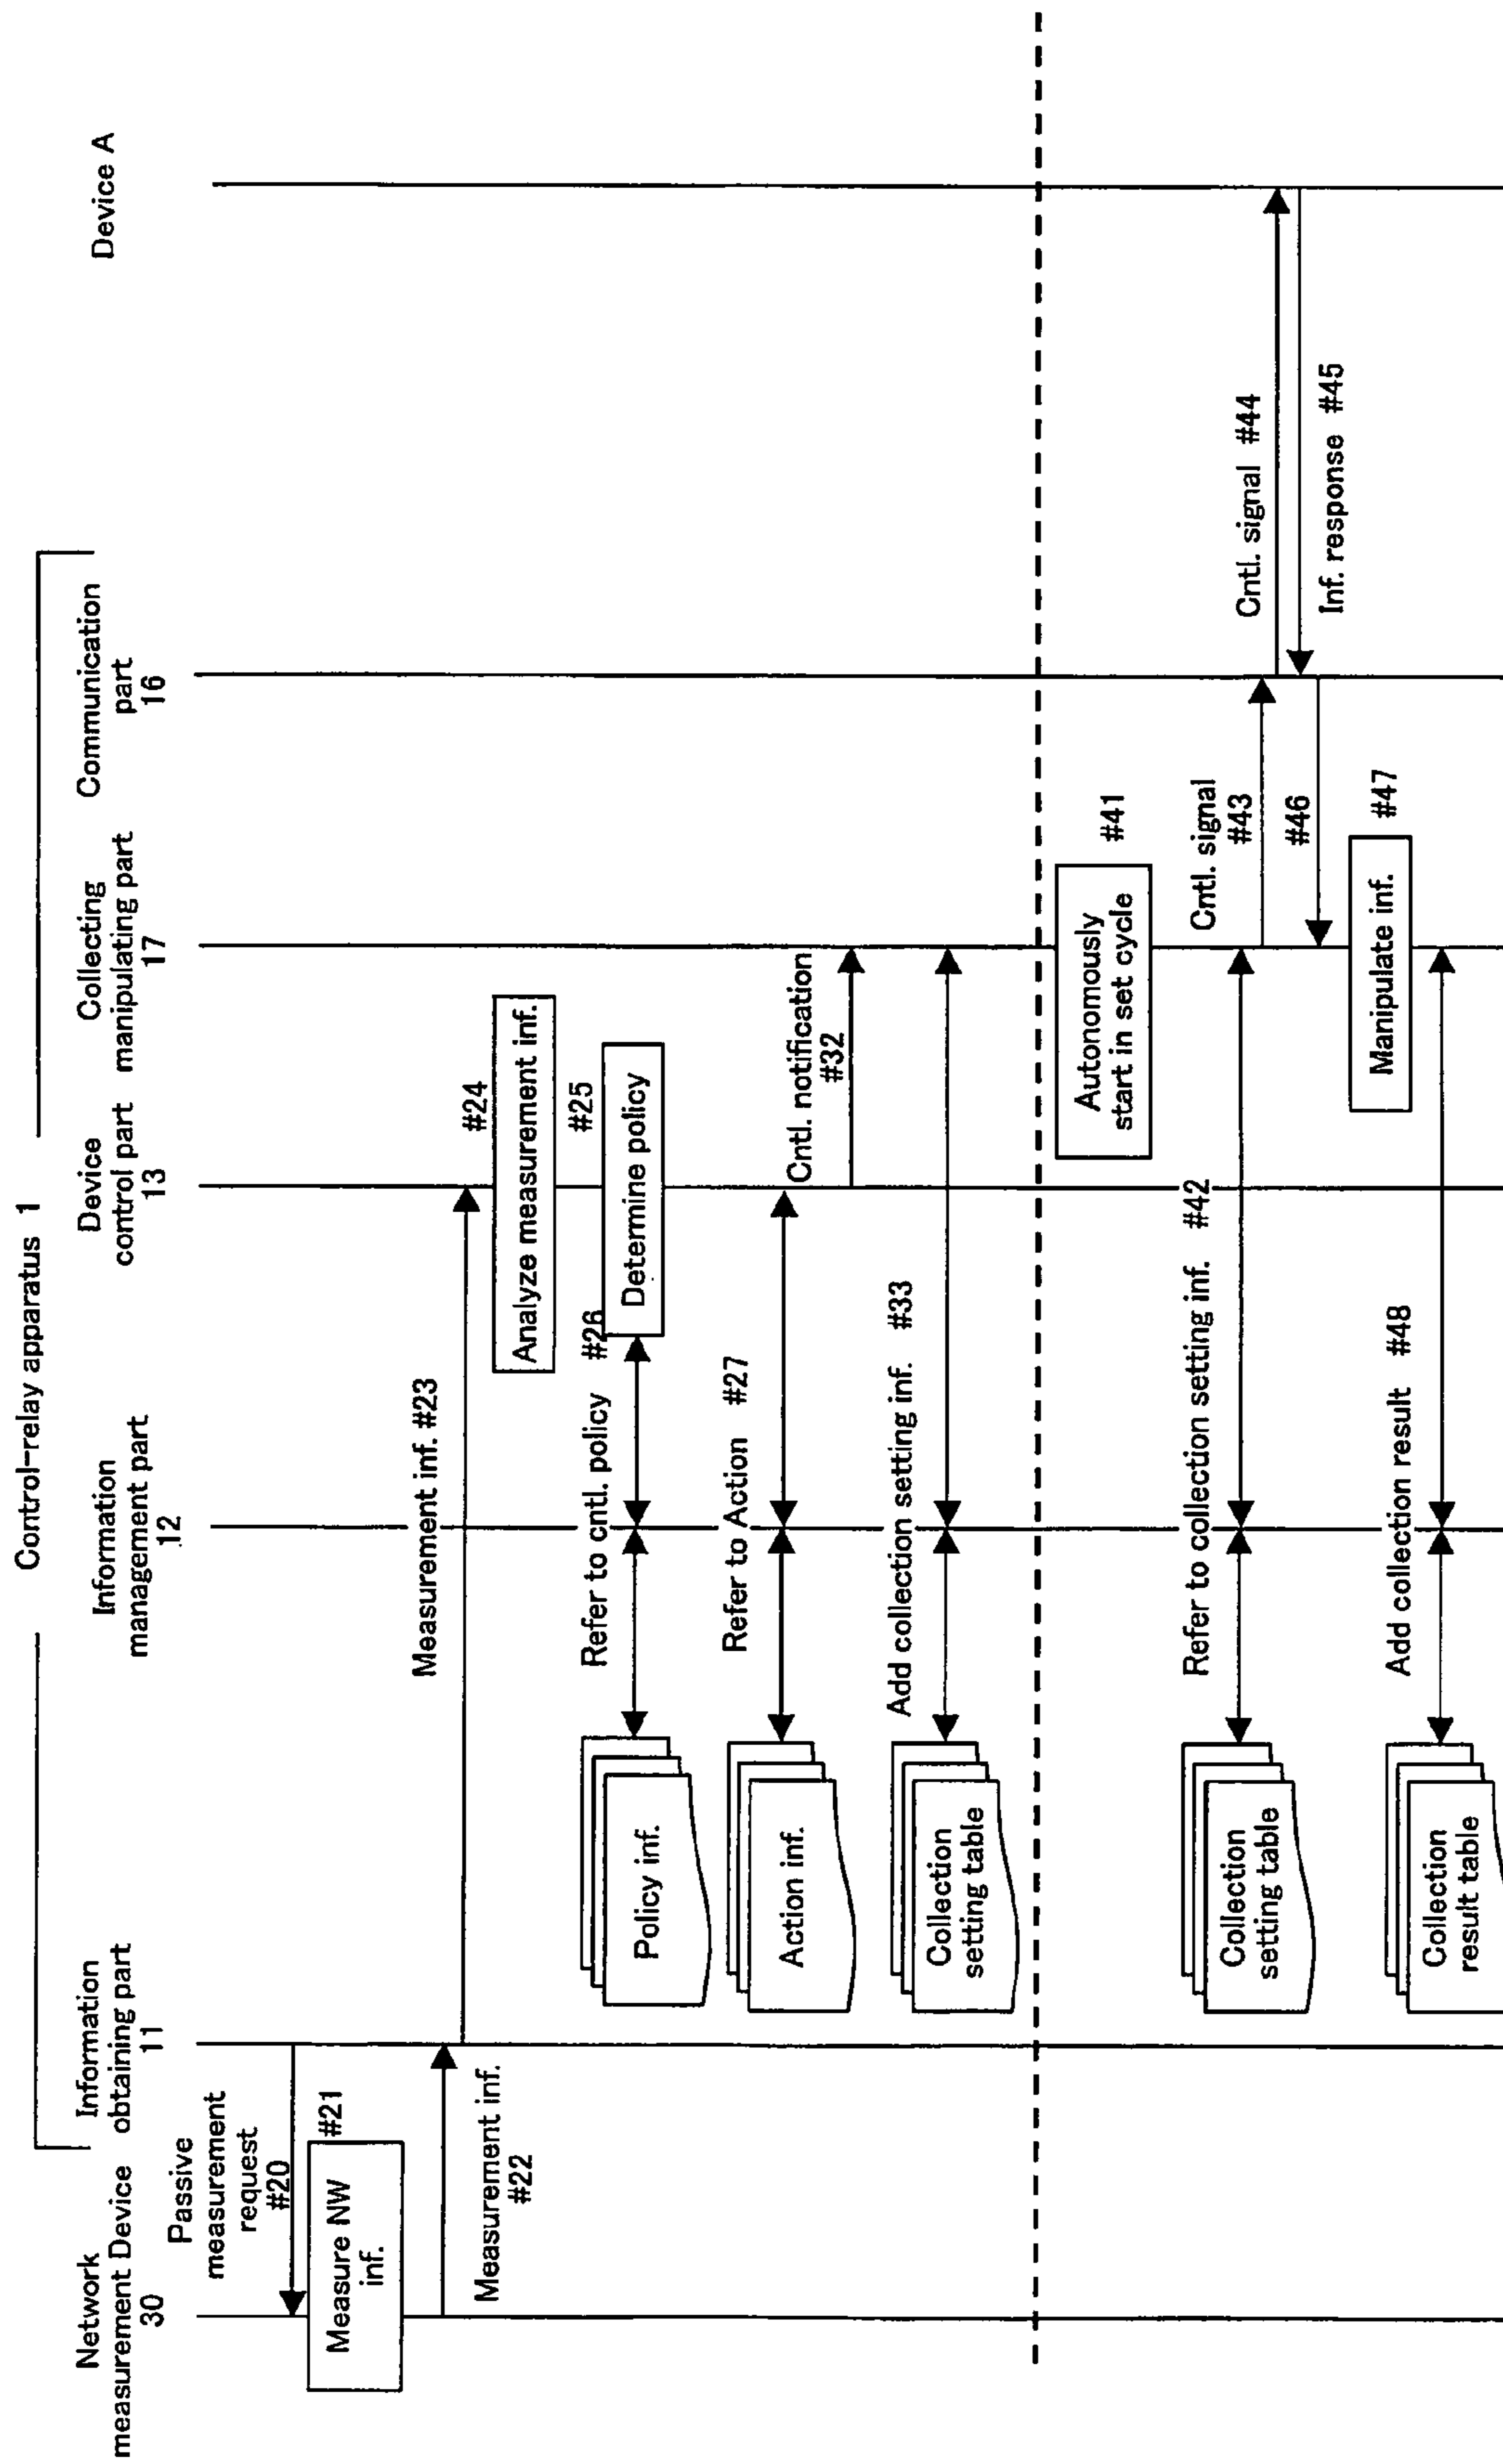 Control-relay apparatus 1
Network
measurement Device
30
Information
obtaining part
11
Information
management part
12
Device
control part
13
Collecting
manipulating part
17
Communication
part
16
Device A
Passive
measurement
request
#20
Measure NW
inf.
#21
Measurement inf.
#22
Measurement inf. #23
#24
Analyze measurement inf.
#25
Determine policy
Refer to cntl. policy #26
Policy inf.
Refer to Action #27
Action inf.
Cntl. notification
#32
Add collection setting inf. #33
Collection
setting table
Autonomously
start in set cycle
#41
Refer to collection setting inf. #42
Collection
setting table
Cntl. signal
#43
Cntl. signal #44
Inf. response #45
#46
Manipulate inf.
#47
Add collection result #48
Collection
result table